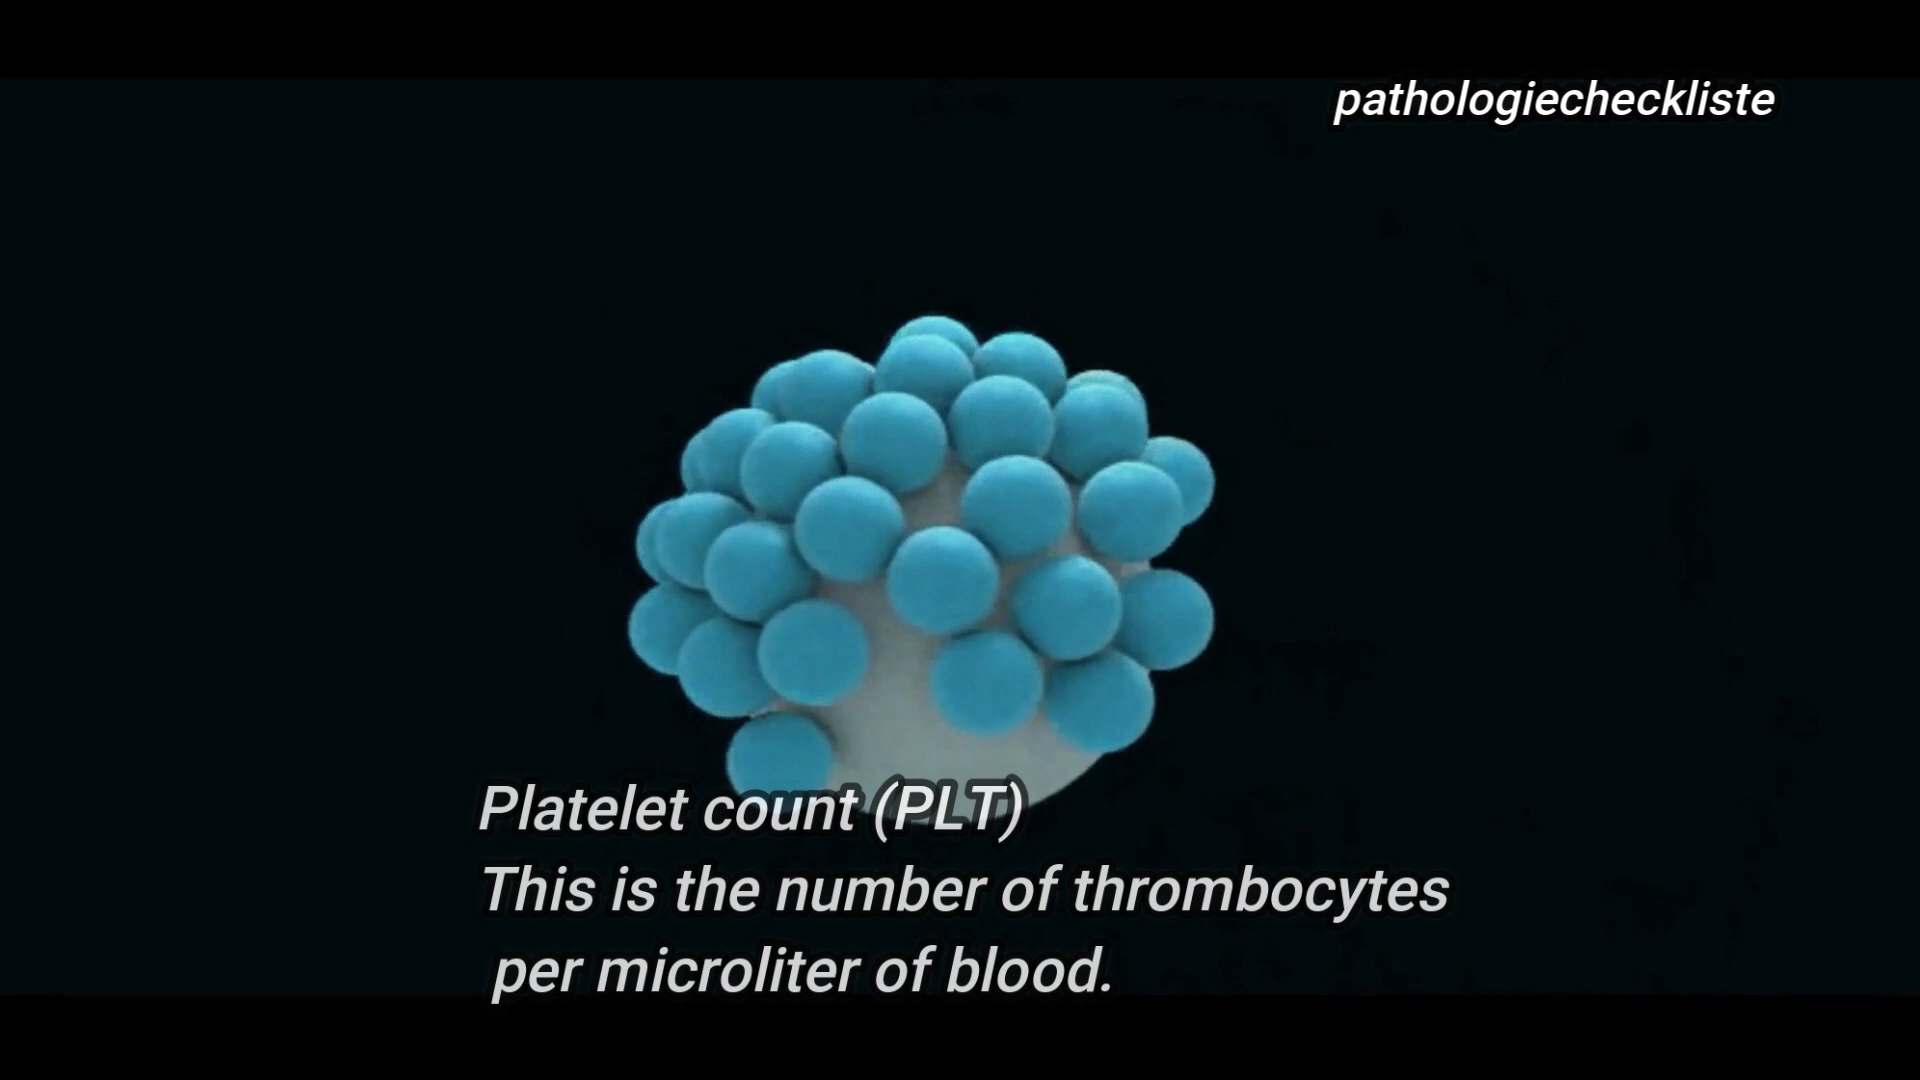 pathologiecheckliste
Platelet count (PLT)
This is the number of thrombocytes
per microliter of blood.